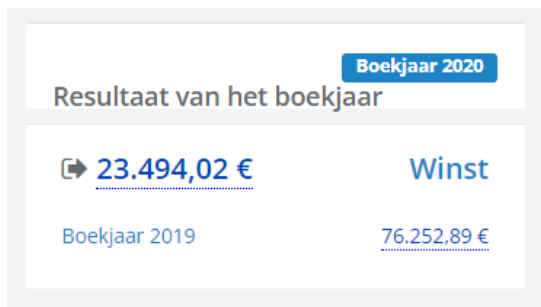 Boekjaar 2020
Resultaat van het boekjaar
23.494,02 € Winst
Boekjaar 2019 76.252,89 €